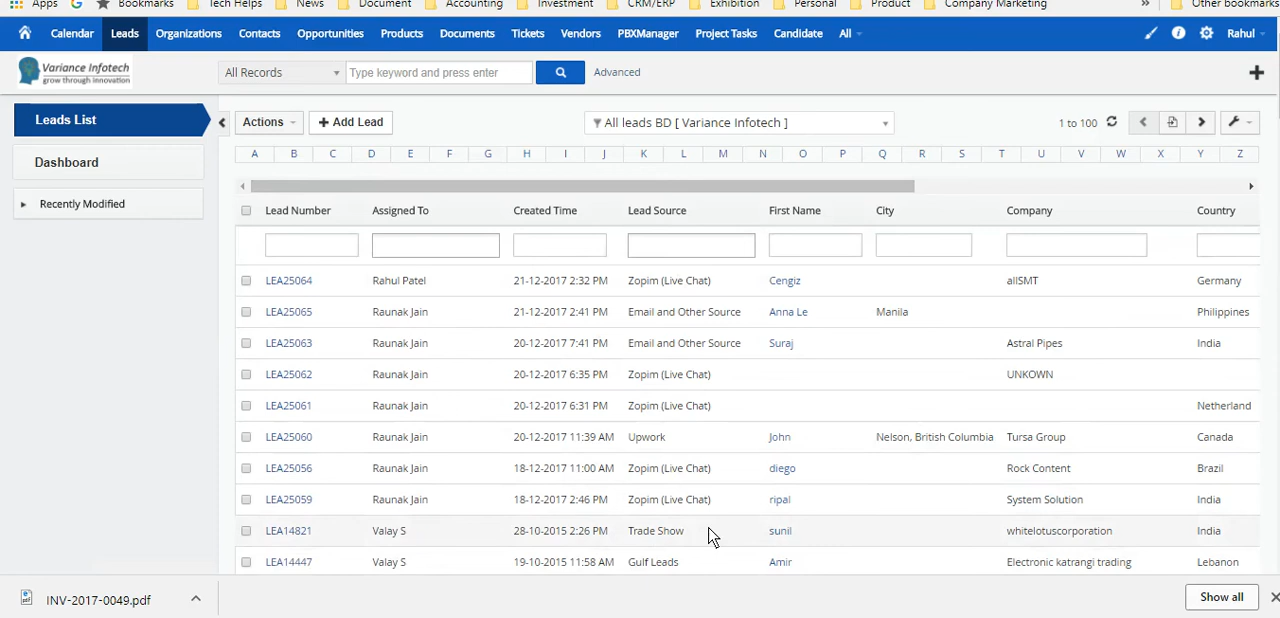 Apps Bookmarks Tech Helps News Document Accounting Investment CRM/ERP Exhibition Personal Product Company Marketing » Other bookmarks
Calendar Leads Organizations Contacts Opportunities Products Documents Tickets Vendors PBXManager Project Tasks Candidate All Rahul
Variance Infotech
grow through innovation
All Records Type keyword and press enter Advanced
Leads List
Dashboard
Recently Modified
Actions + Add Lead All leads BD [ Variance Infotech ] 1 to 100
A B C D E F G H I J K L M N O P Q R S T U V W X Y Z
Lead Number Assigned To Created Time Lead Source First Name City Company Country
LEA25064 Rahul Patel 21-12-2017 2:32 PM Zopim (Live Chat) Cengiz allSMT Germany
LEA25065 Raunak Jain 21-12-2017 2:41 PM Email and Other Source Anna Le Manila Philippines
LEA25063 Raunak Jain 20-12-2017 7:41 PM Email and Other Source Suraj Astral Pipes India
LEA25062 Raunak Jain 20-12-2017 6:35 PM Zopim (Live Chat) UNKOWN
LEA25061 Raunak Jain 20-12-2017 6:31 PM Zopim (Live Chat) Netherland
LEA25060 Raunak Jain 20-12-2017 11:39 AM Upwork John Nelson, British Columbia Tursa Group Canada
LEA25056 Raunak Jain 18-12-2017 11:00 AM Zopim (Live Chat) diego Rock Content Brazil
LEA25059 Raunak Jain 18-12-2017 2:46 PM Zopim (Live Chat) ripal System Solution India
LEA14821 Valay S 28-10-2015 2:26 PM Trade Show sunil whitelotuscorporation India
LEA14447 Valay S 19-10-2015 11:58 AM Gulf Leads Amir Electronic katrangi trading Lebanon
INV-2017-0049.pdf Show all